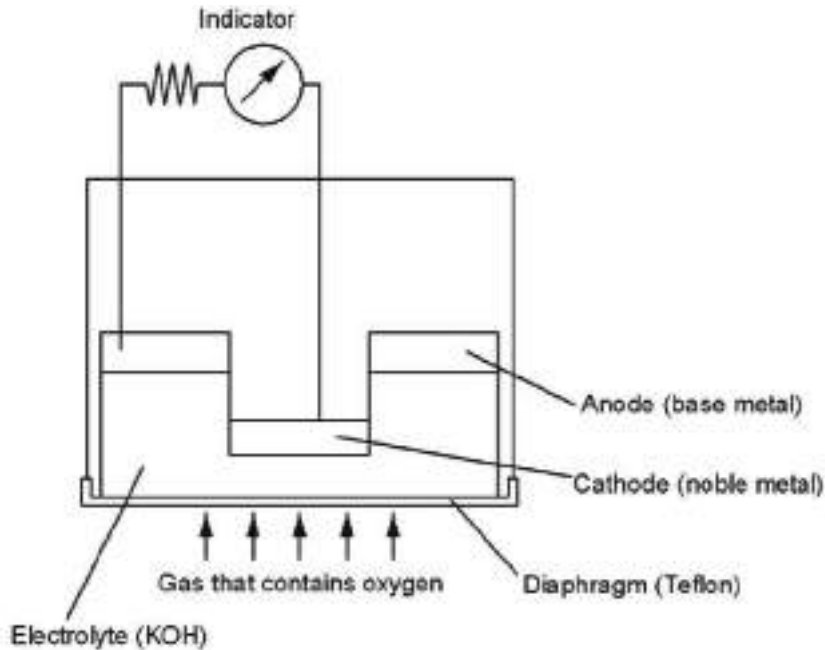 Indicator
Anode (base metal)
Cathode (noble metal)
Gas that contains oxygen
Diaphragm (Teflon)
Electrolyte (KOH)